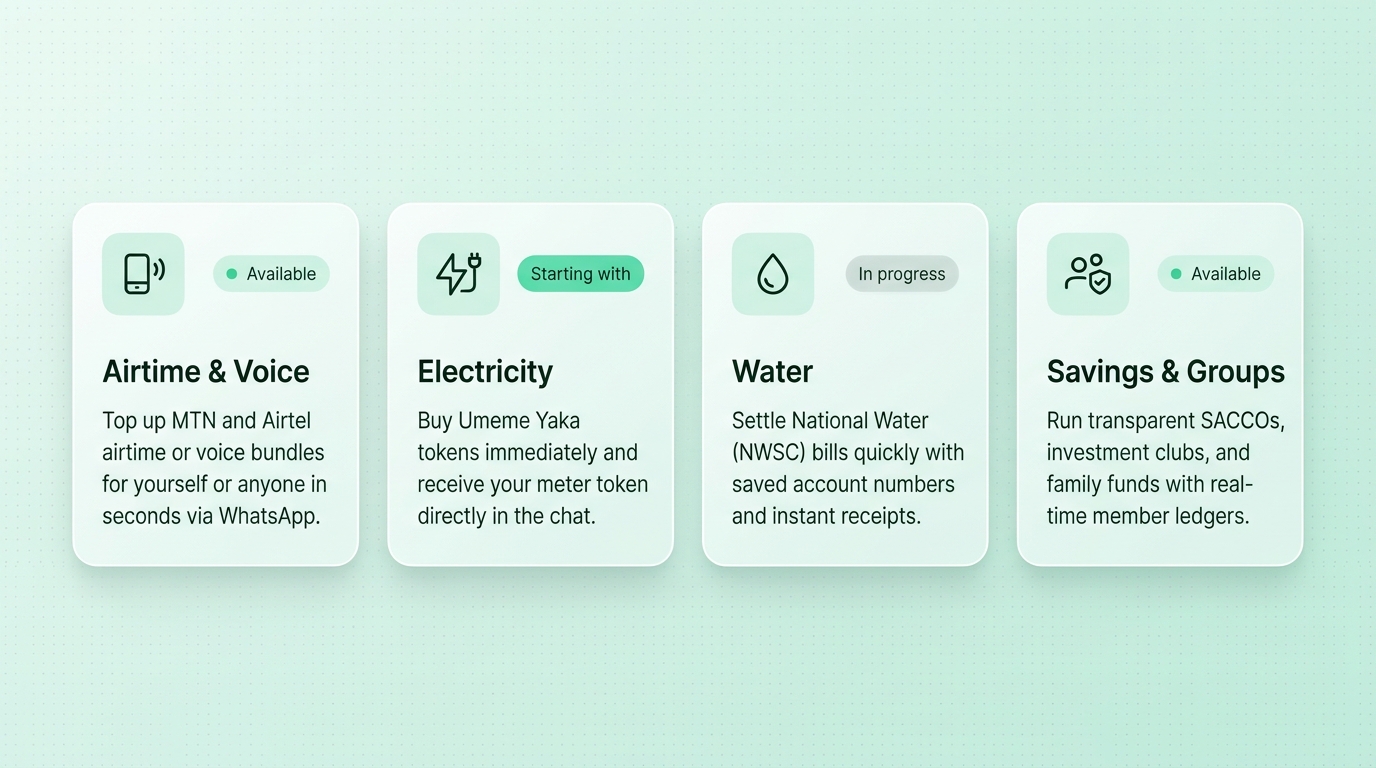 Available
Airtime & Voice
Top up MTN and Airtel
airtime or voice bundles
for yourself or anyone in
seconds via WhatsApp.
Starting with
Electricity
Buy Umeme Yaka
tokens immediately and
receive your meter token
directly in the chat.
In progress
Water
Settle National Water
(NWSC) bills quickly with
saved account numbers
and instant receipts.
Available
Savings & Groups
Run transparent SACCOs,
investment clubs, and
family funds with real-
time member ledgers.